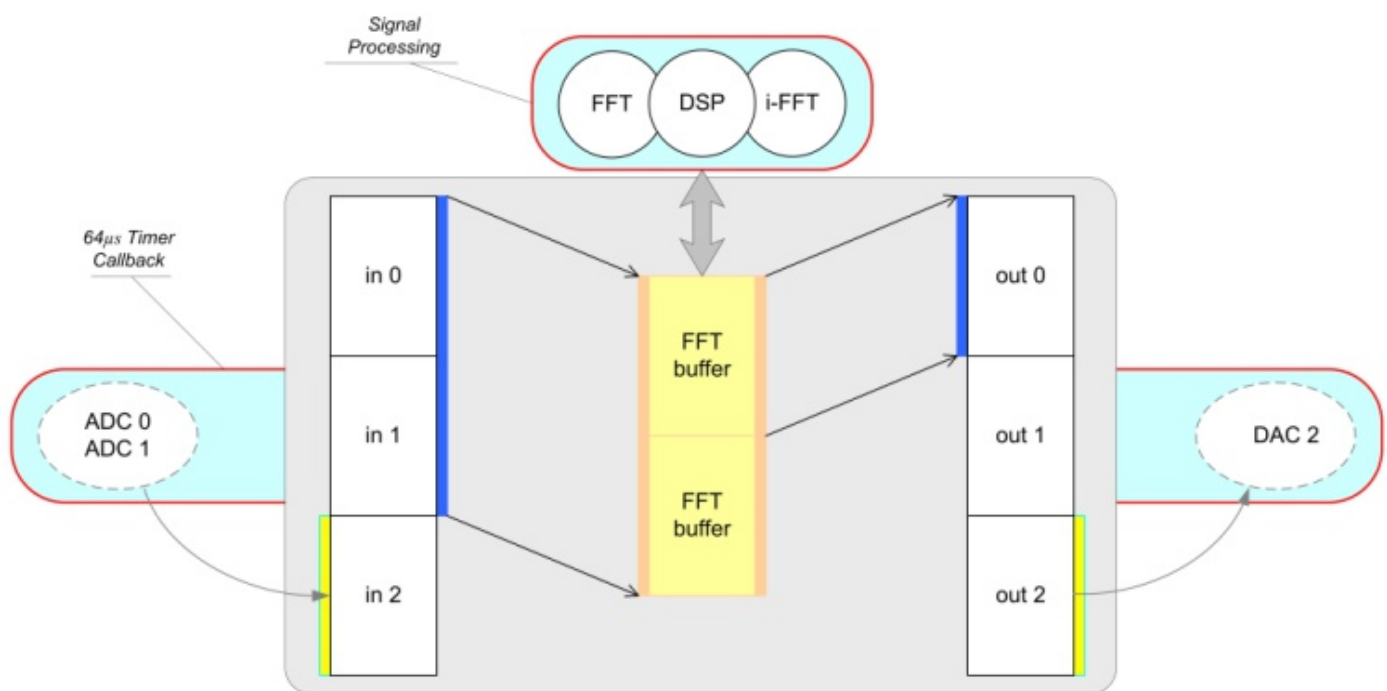 Signal
Processing
FFT
DSP
i-FFT
64μs Timer
Callback
in 0
out 0
FFT
buffer
ADC 0
ADC 1
in 1
out 1
DAC 2
FFT
buffer
in 2
out 2